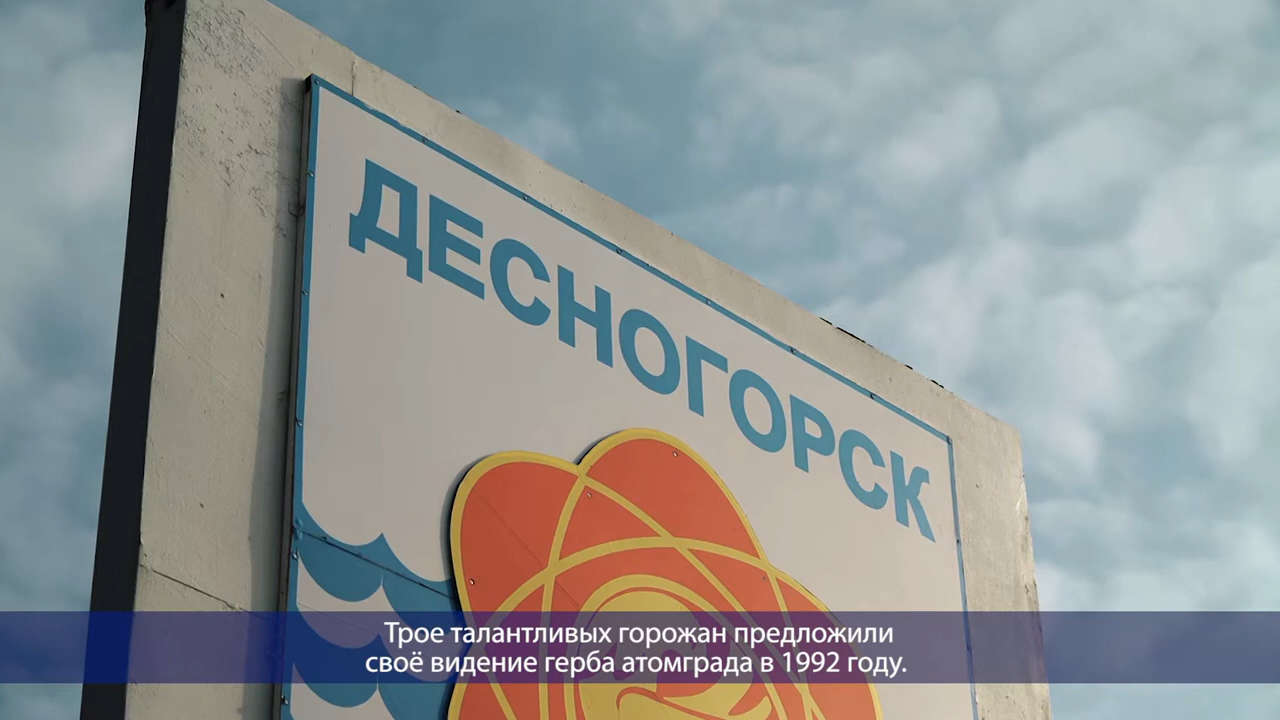 ДЕСНОГОРСК
Трое талантливых горожан предложили
своё видение герба атомграда в 1992 году.